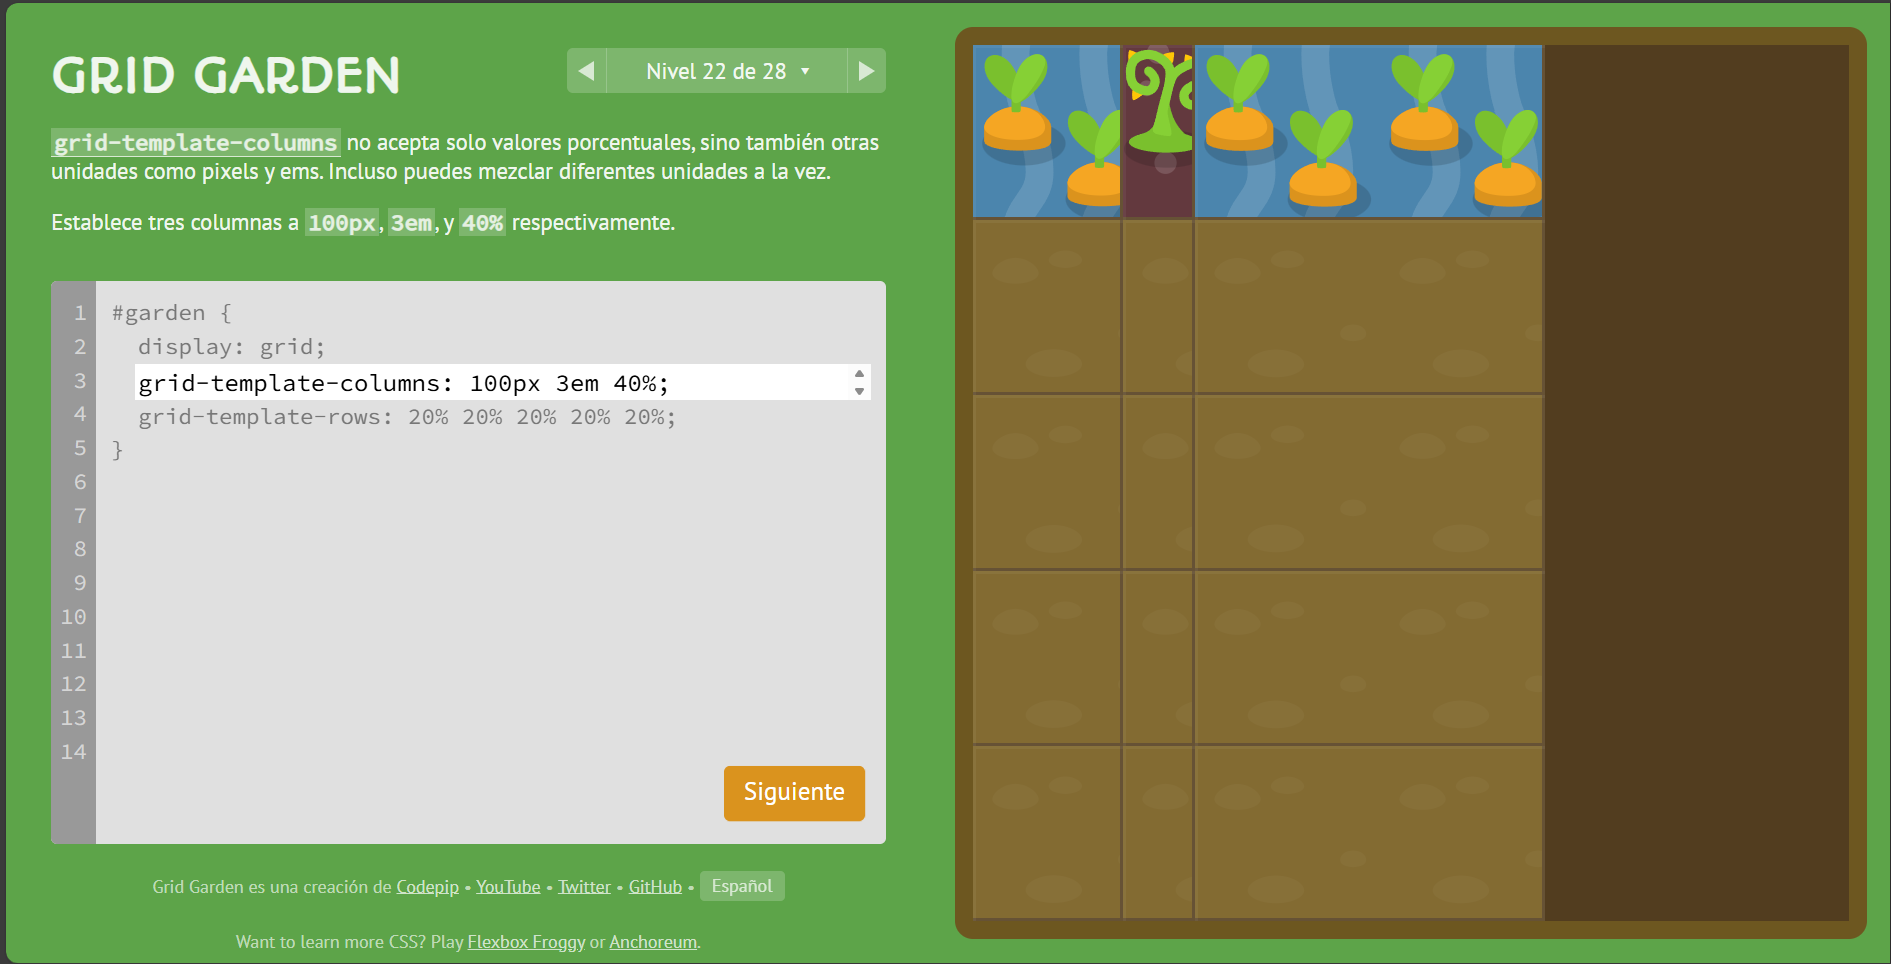 GRID GARDEN
Nivel 22 de 28
grid-template-columns no acepta solo valores porcentuales, sino también otras
unidades como pixels y ems. Incluso puedes mezclar diferentes unidades a la vez.
Establece tres columnas a 100px, 3em, y 40% respectivamente.
1 #garden {
2 display: grid;
3 grid-template-columns: 100px 3em 40%;
4 grid-template-rows: 20% 20% 20% 20% 20%;
5 }
6
7
8
9
10
11
12
13
14
Siguiente
Grid Garden es una creación de Codepip • YouTube • Twitter • GitHub • Español
Want to learn more CSS? Play Flexbox Froggy or Anchoreum.